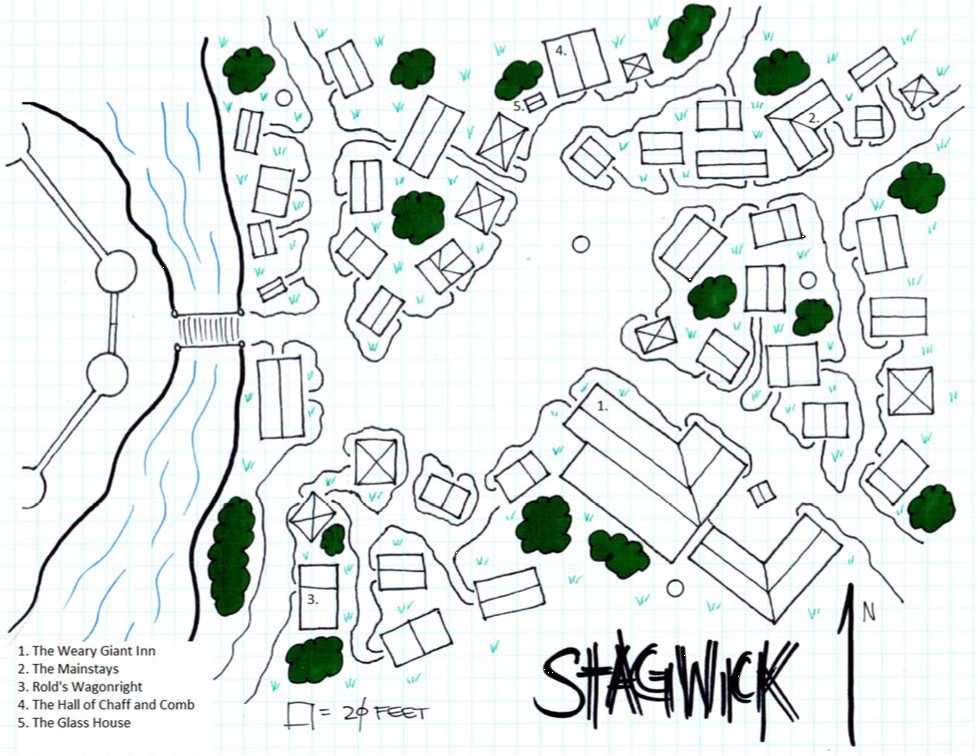 4.
5.
2.
1.
3.
N
1. The Weary Giant Inn
2. The Mainstays
3. Rold's Wagonright
4. The Hall of Chaff and Comb
5. The Glass House
= 20 FEET
STAGWICK